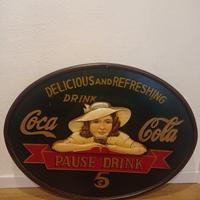 DELICIOUS AND REFRESHING
DRINK
Coca Cola
PAUSE DRINK
5